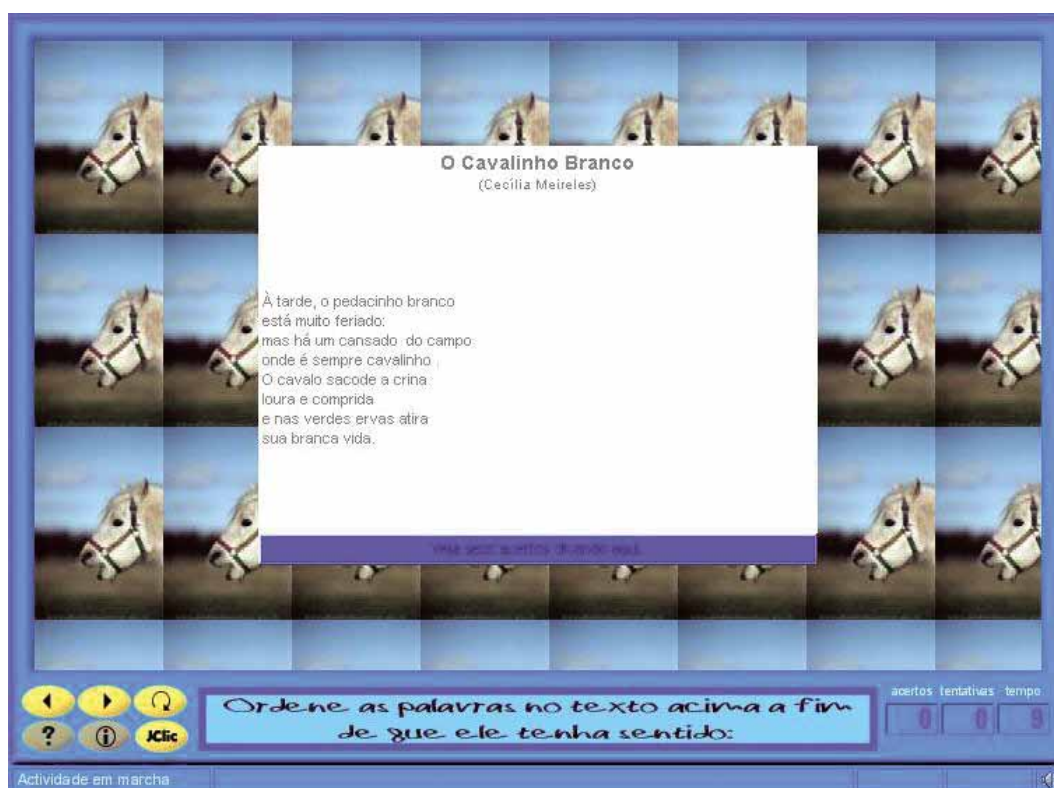 O Cavalinho Branco
(Cecília Meireles)
À tarde, o pedacinho branco
está muito feriado:
mas há um cansado do campo
onde é sempre cavalinho
O cavalo sacode a crina
loura e comprida
e nas verdes ervas atira
sua branca vida.
clicando aqui.
acertos tentativas tempo
Ordene as palavras no texto acima a fim
de que ele tenha sentido:
0 0 9
? i JClic
Actividade em marcha